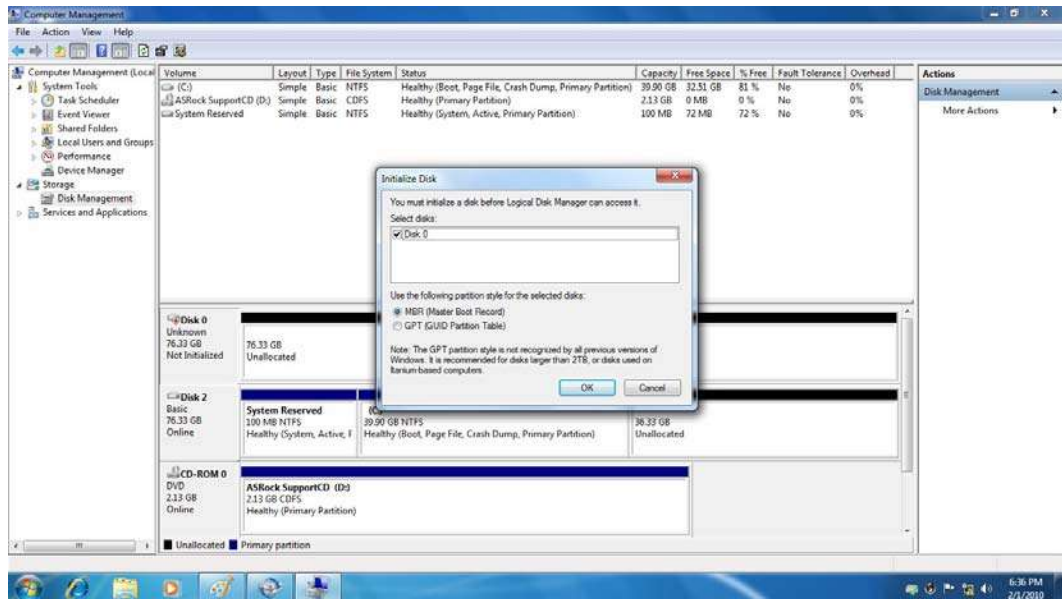 Computer Management
File Action View Help
Computer Management (Local
System Tools
Task Scheduler
Event Viewer
Shared Folders
Local Users and Groups
Performance
Device Manager
Storage
Disk Management
Services and Applications
Volume Layout Type File System Status Capacity Free Space % Free Fault Tolerance Overhead
(C:) Simple Basic NTFS Healthy (Boot, Page File, Crash Dump, Primary Partition) 39.90 GB 32.51 GB 81 % No 0%
ASRock SupportCD (D:) Simple Basic CDFS Healthy (Primary Partition) 2.13 GB 0 MB 0 % No 0%
System Reserved Simple Basic NTFS Healthy (System, Active, Primary Partition) 100 MB 72 MB 72 % No 0%
Actions
Disk Management
More Actions
Initialize Disk
You must initialize a disk before Logical Disk Manager can access it.
Select disks:
Disk 0
Use the following partition style for the selected disks:
MBR (Master Boot Record)
GPT (GUID Partition Table)
Note: The GPT partition style is not recognized by all previous versions of
Windows. It is recommended for disks larger than 2TB, or disks used on
Itanium-based computers.
OK Cancel
Disk 0
Unknown
76.33 GB
Not Initialized
76.33 GB
Unallocated
Disk 2
Basic
76.33 GB
Online
System Reserved
100 MB NTFS
Healthy (System, Active, F
(C:
39.90 GB NTFS
Healthy (Boot, Page File, Crash Dump, Primary Partition)
36.33 GB
Unallocated
CD-ROM 0
DVD
2.13 GB
Online
ASRock SupportCD (D:)
2.13 GB CDFS
Healthy (Primary Partition)
Unallocated Primary partition
6:36 PM
2/1/2010